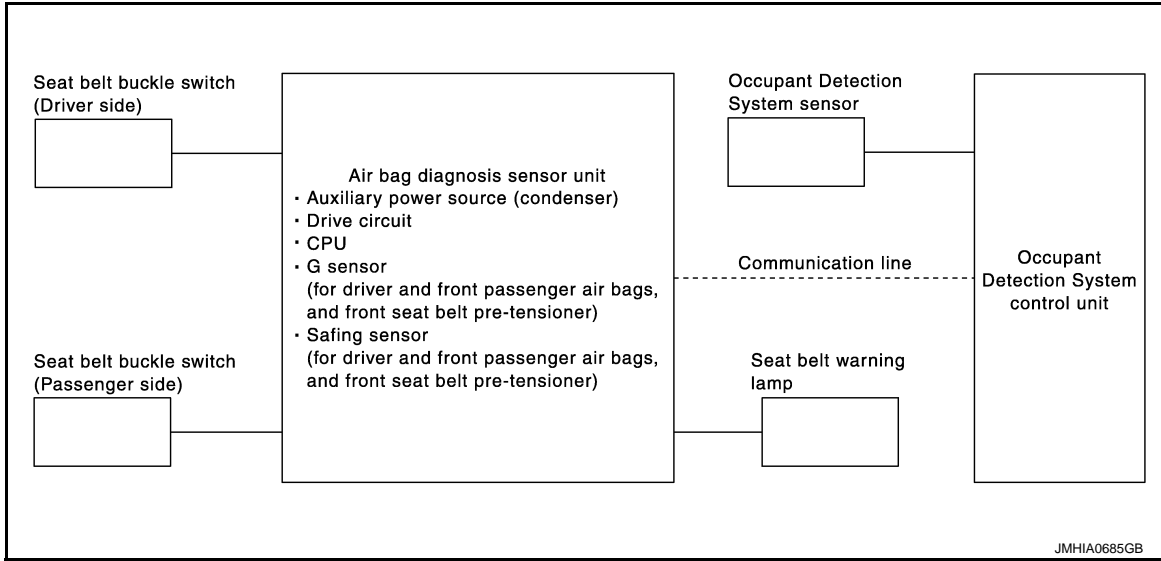 Seat belt buckle switch
(Driver side)
Air bag diagnosis sensor unit
· Auxiliary power source (condenser)
· Drive circuit
· CPU
· G sensor
(for driver and front passenger air bags,
and front seat belt pre-tensioner)
· Safing sensor
(for driver and front passenger air bags,
and front seat belt pre-tensioner)
Seat belt buckle switch
(Passenger side)
Occupant Detection
System sensor
Communication line
Seat belt warning
lamp
Occupant
Detection System
control unit
JMHIA0685GB